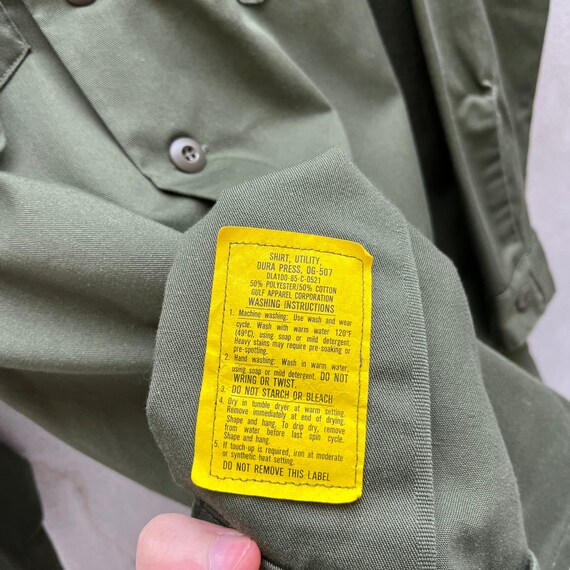 SHIRT, UTILITY,
DURA PRESS, OG-507
DLA100-85-C-0521
50% POLYESTER/50% COTTON
GULF APPAREL CORPORATION
WASHING INSTRUCTIONS
1. Machine washing: Use wash and wear
cycle. Wash with warm water 120°F
(49°C), using soap or mild detergent.
Heavy stains may require pre-soaking or
pre-spotting.
2. Hand washing: Wash in warm water,
using soap or mild detergent. DO NOT
WRING OR TWIST.
3. DO NOT STARCH OR BLEACH
4. Dry in tumble dryer at warm setting.
Remove immediately at end of drying.
Shape and hang. To drip dry, remove
from water before last spin cycle.
Shape and hang.
5. If touch-up is required, iron at moderate
or synthetic heat setting.
DO NOT REMOVE THIS LABEL